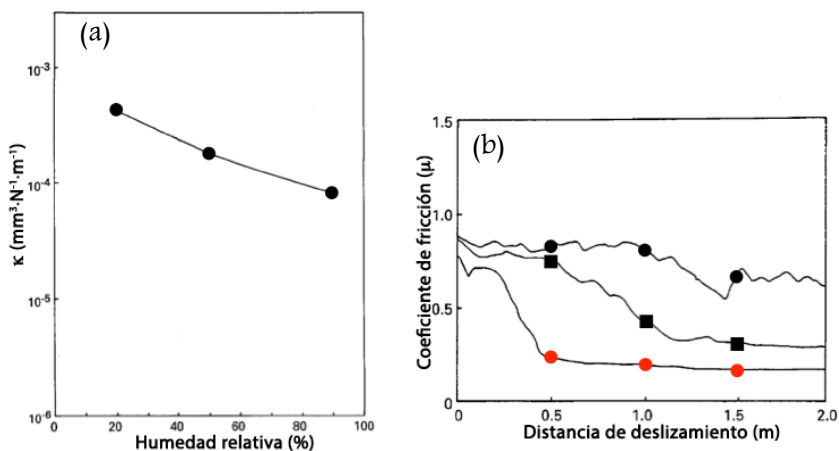 (a)
10⁻³
10⁻⁴
10⁻⁵
10⁻⁶
κ (mm³·N⁻¹·m⁻¹)
0 20 40 60 80 100
Humedad relativa (%)
(b)
1.5
1.0
0.5
0
Coeficiente de fricción (μ)
0 0.5 1.0 1.5 2.0
Distancia de deslizamiento (m)